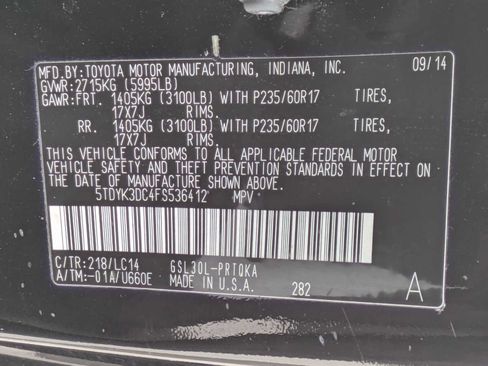 MFD.BY:TOYOTA MOTOR MANUFACTURING, INDIANA, INC. 09/14
GVWR:2715KG (5995LB)
GAWR:FRT. 1405KG (3100LB) WITH P235/60R17 TIRES,
17X7J RIMS.
RR. 1405KG (3100LB) WITH P235/60R17 TIRES,
17X7J RIMS.
THIS VEHICLE CONFORMS TO ALL APPLICABLE FEDERAL MOTOR
VEHICLE SAFETY AND THEFT PREVENTION STANDARDS IN EFFECT ON THE
DATE OF MANUFACTURE SHOWN ABOVE.
5TDYK3DC4FS536412 MPV
C/TR:218/LC14 GSL30L-PRTQKA
A/TM:-01A/U660E MADE IN U.S.A. 282 A